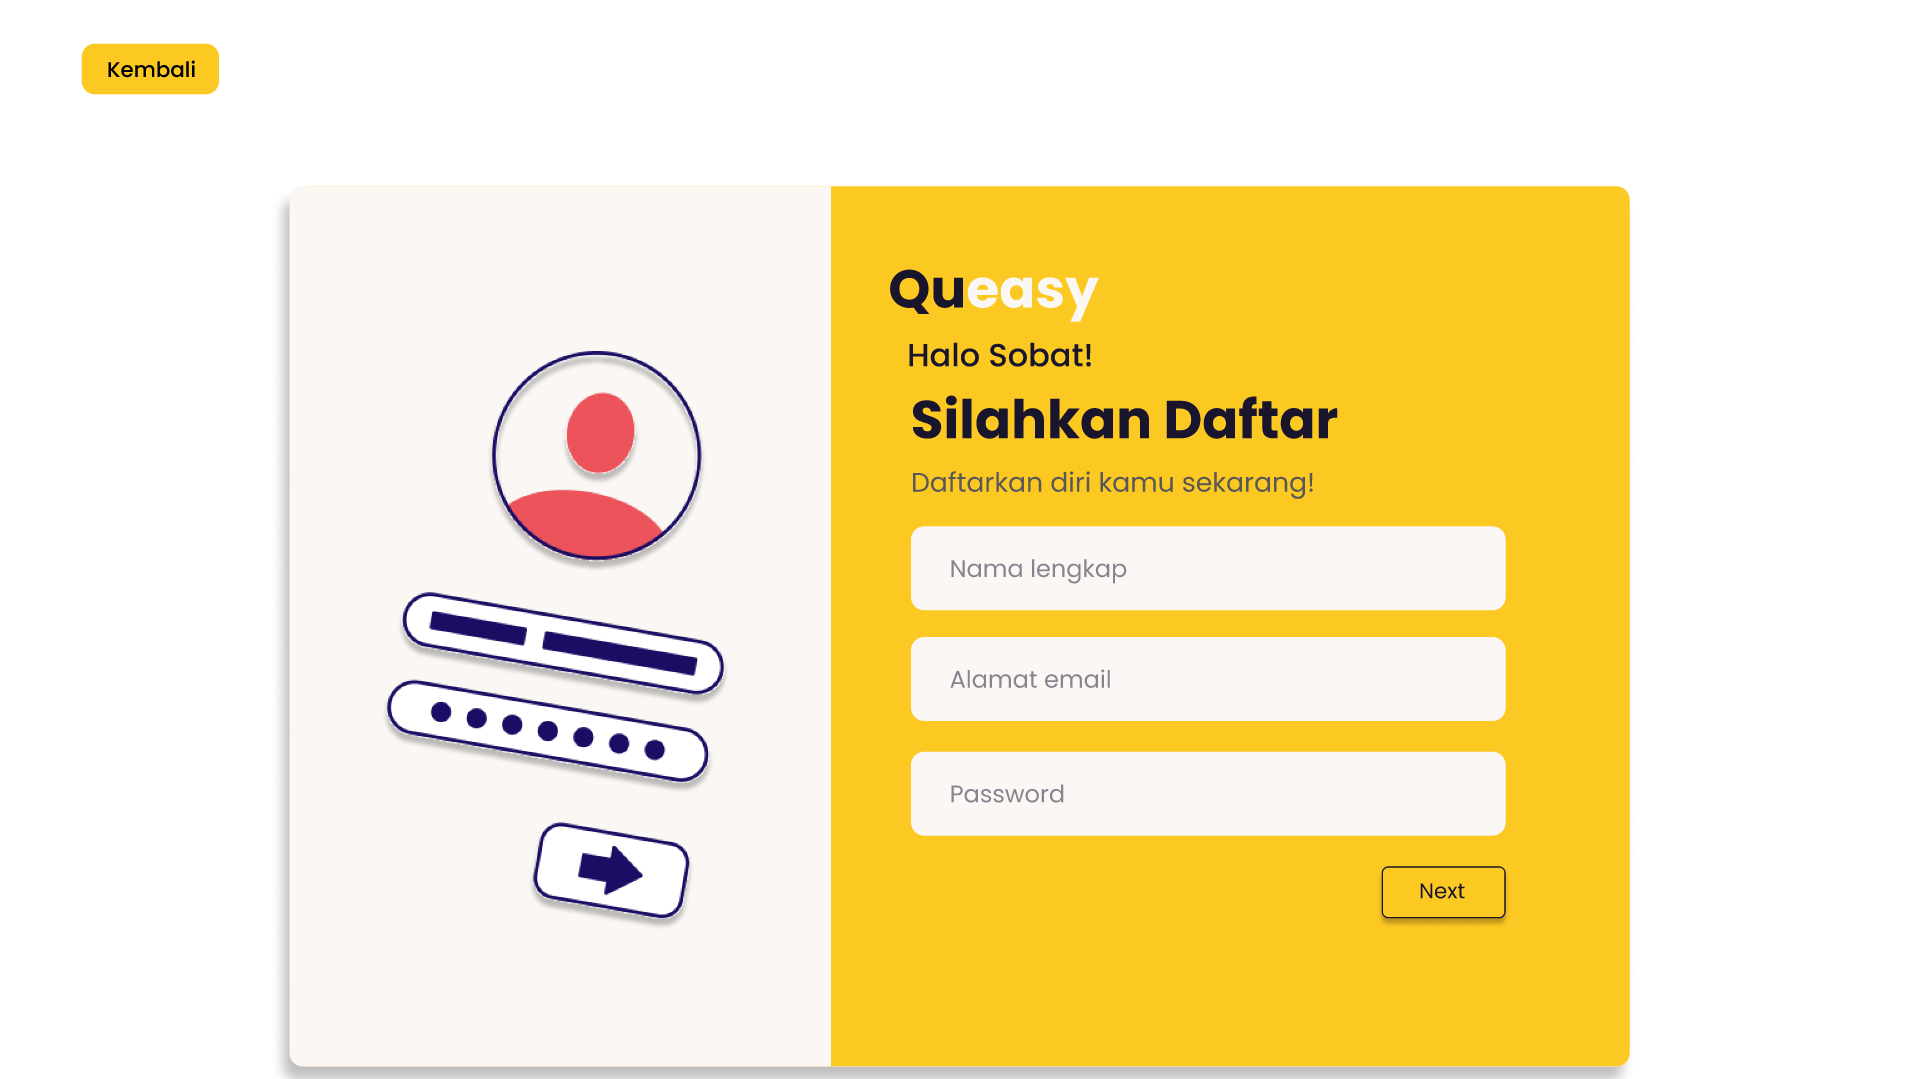 Kembali
Queasy
Halo Sobat!
Silahkan Daftar
Daftarkan diri kamu sekarang!
Nama lengkap
Alamat email
Password
Next